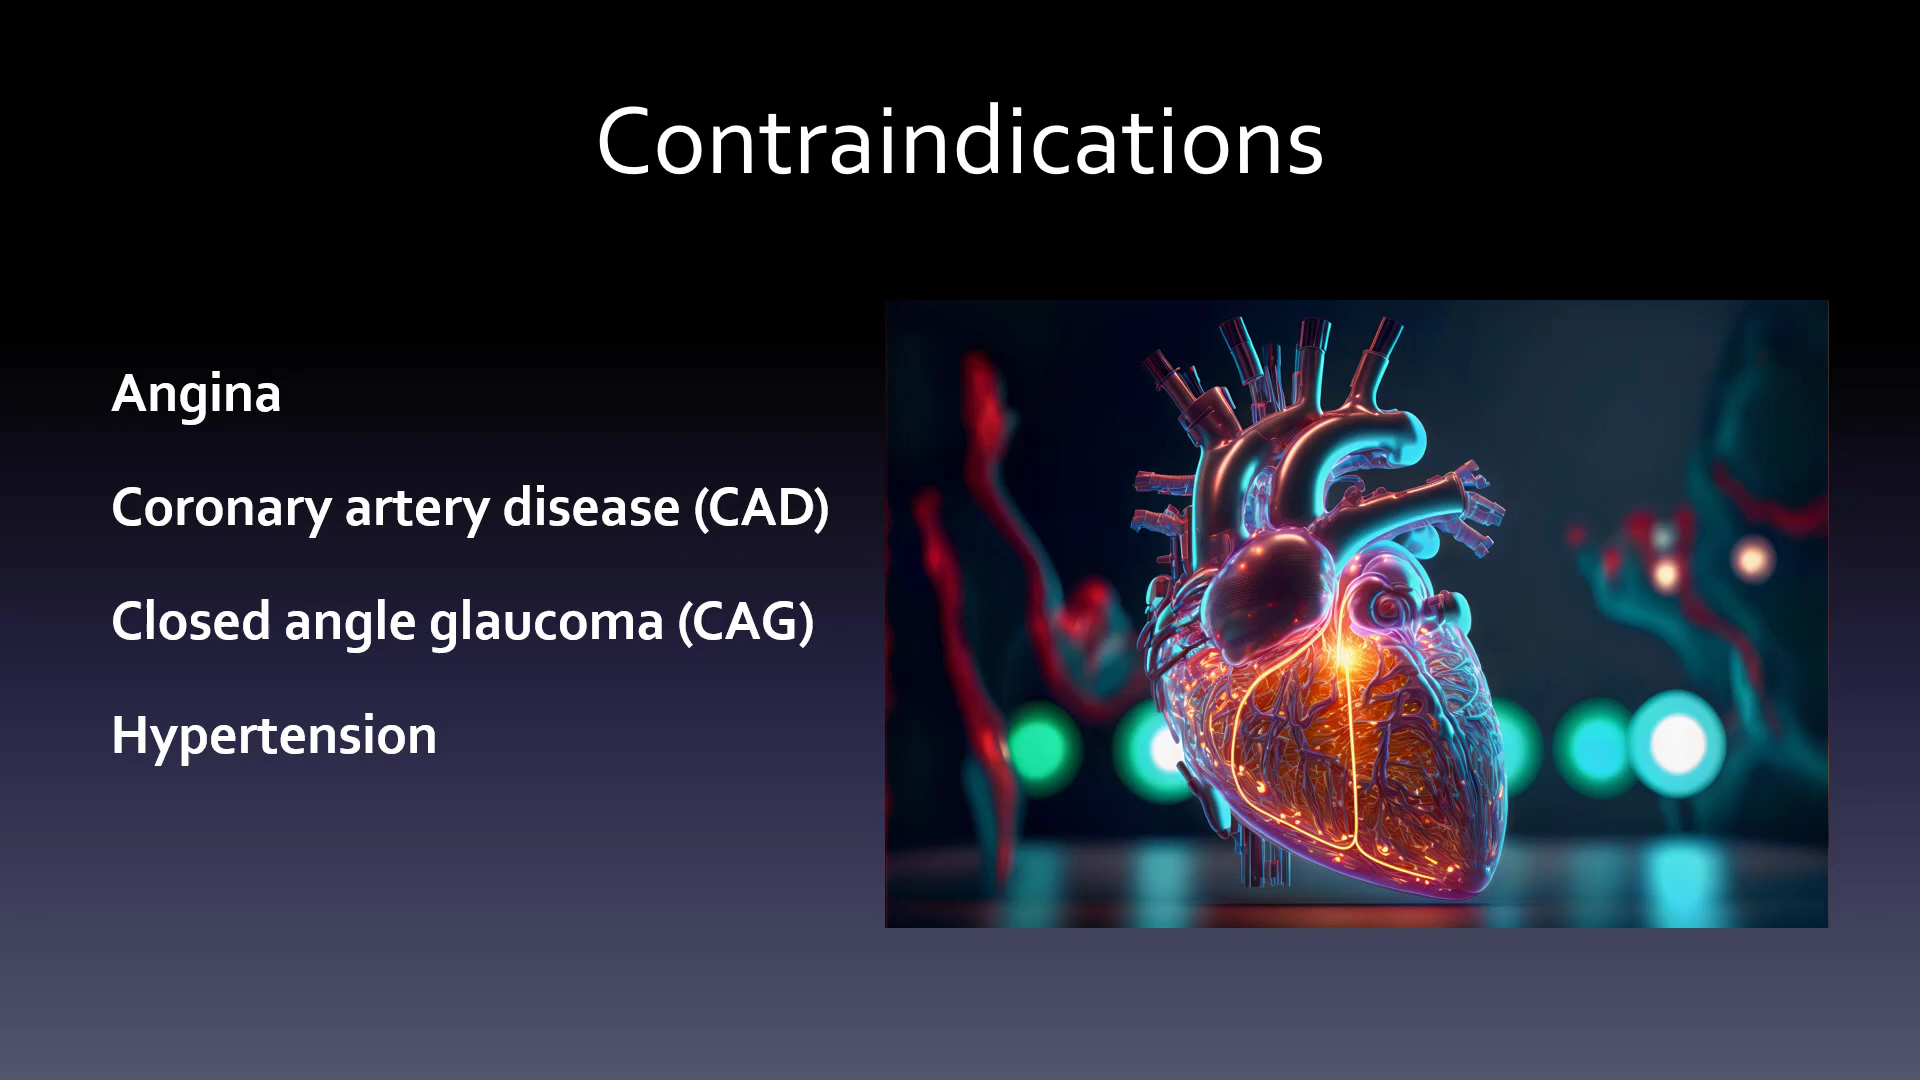 Contraindications
Angina
Coronary artery disease (CAD)
Closed angle glaucoma (CAG)
Hypertension